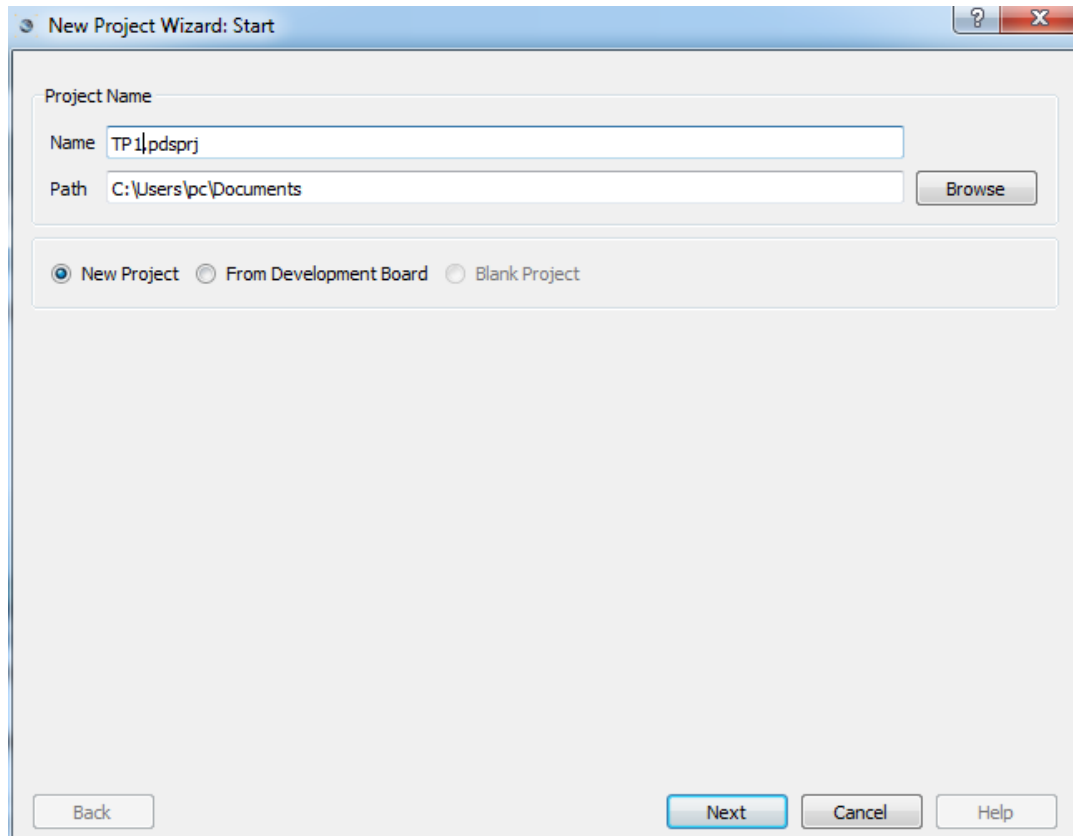 New Project Wizard: Start
? X
Project Name
Name TP1.pdsprj
Path C:\Users\pc\Documents Browse
New Project From Development Board Blank Project
Back Next Cancel Help